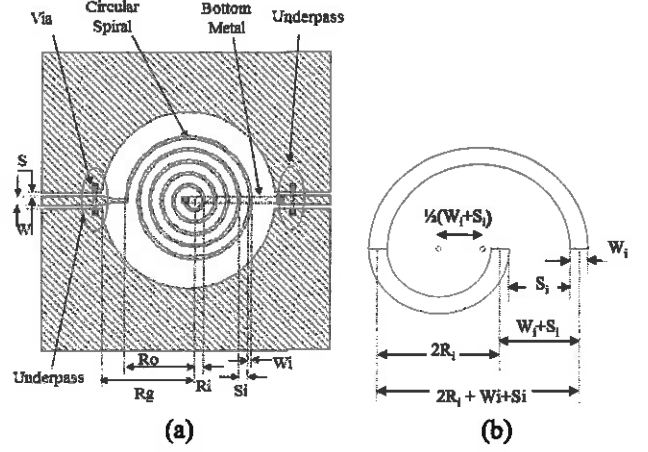 Via
Circular
Spiral
Bottom
Metal
Underpass
S
W
Underpass
Ro
Ri
Rg
Si
Wi
(a)
½(Wi+Si)
Wi
Si
Wi+Si
2Ri
2Ri + Wi+Si
(b)